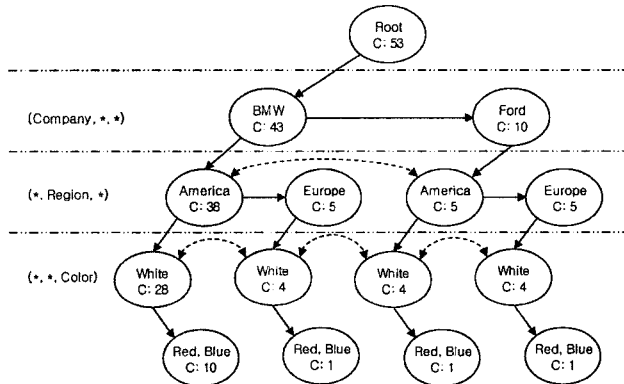 Root
C: 53
(Company, *, *)
BMW
C: 43
Ford
C: 10
(*, Region, *)
America
C: 38
Europe
C: 5
America
C: 5
Europe
C: 5
(*, *, Color)
White
C: 28
White
C: 4
White
C: 4
White
C: 4
Red, Blue
C: 10
Red, Blue
C: 1
Red, Blue
C: 1
Red, Blue
C: 1